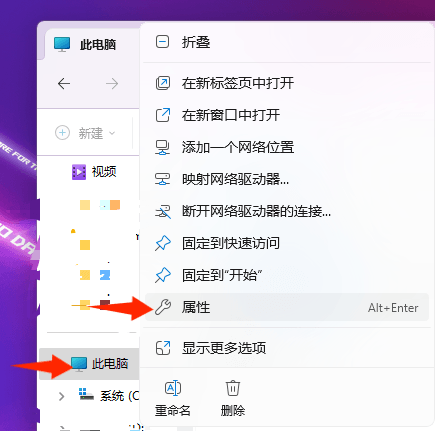 此电脑
折叠
在新标签页中打开
新建
在新窗口中打开
添加一个网络位置
视频
映射网络驱动器...
断开网络驱动器的连接...
固定到快速访问
固定到"开始"
属性 Alt+Enter
显示更多选项
此电脑
系统 (C
重命名 删除